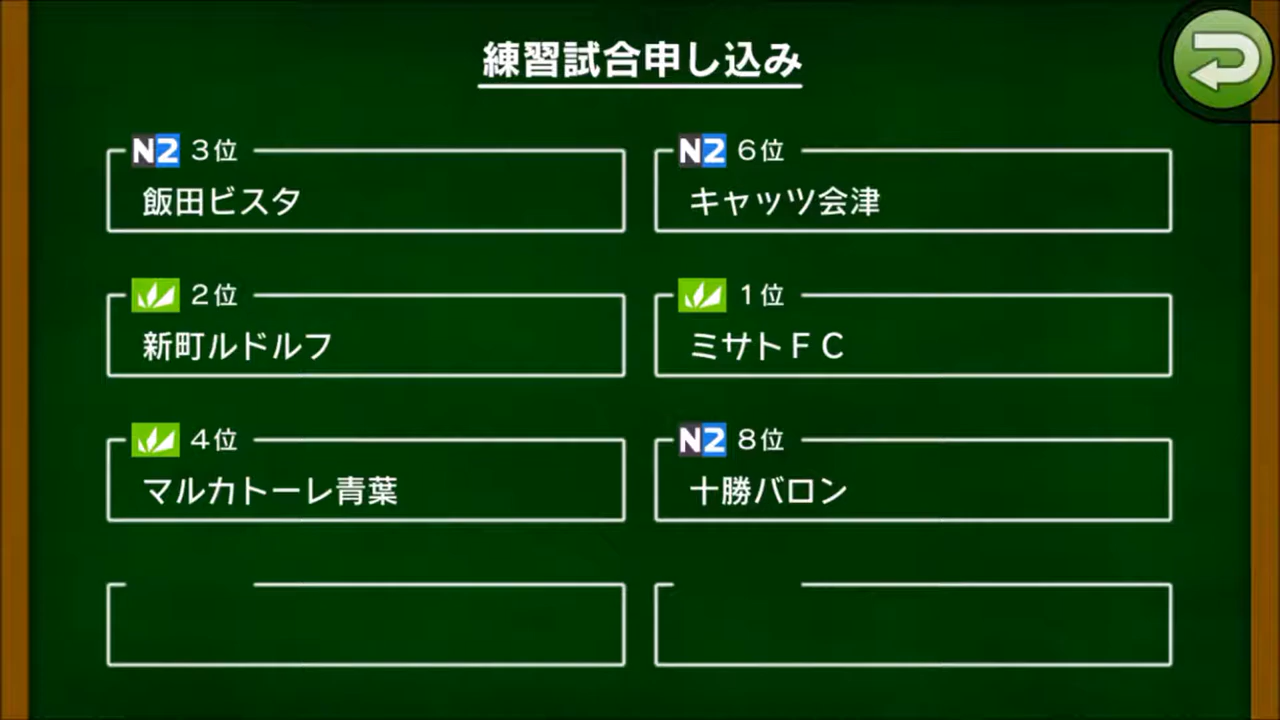 練習試合申し込み
N2 3位
飯田ビスタ
N2 6位
キャッツ会津
2位
新町ルドルフ
1位
ミサトFC
4位
マルカトーレ青葉
N2 8位
十勝バロン